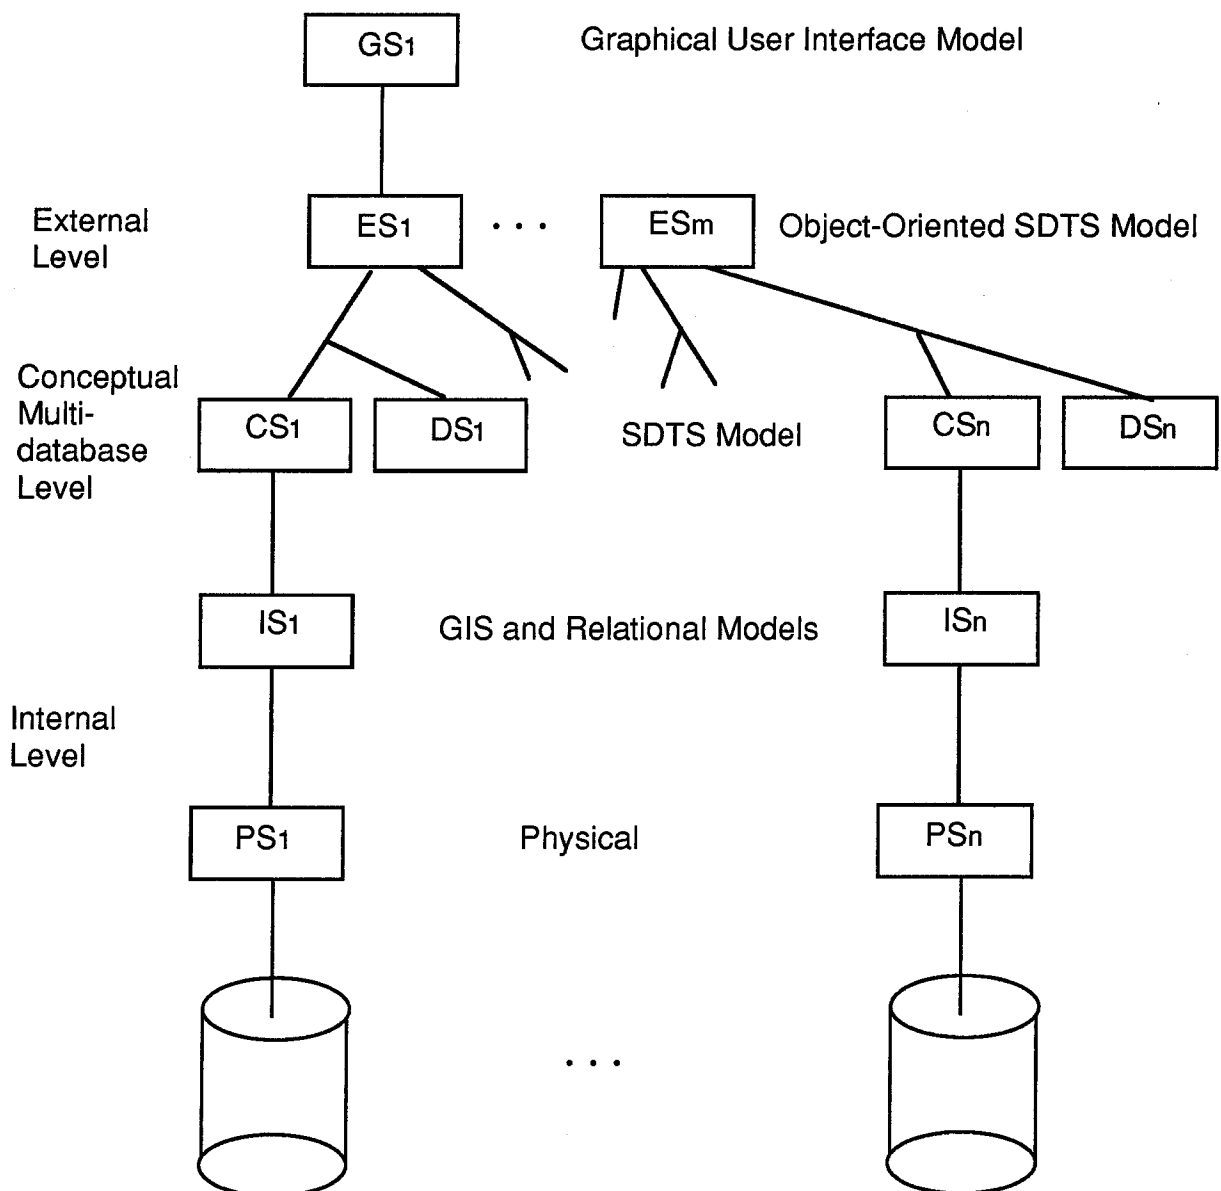 GS1
Graphical User Interface Model
External
Level
ES1
. . .
ESm
Object-Oriented SDTS Model
Conceptual
Multi-
database
Level
CS1
DS1
SDTS Model
CSn
DSn
IS1
GIS and Relational Models
ISn
Internal
Level
PS1
Physical
PSn
. . .